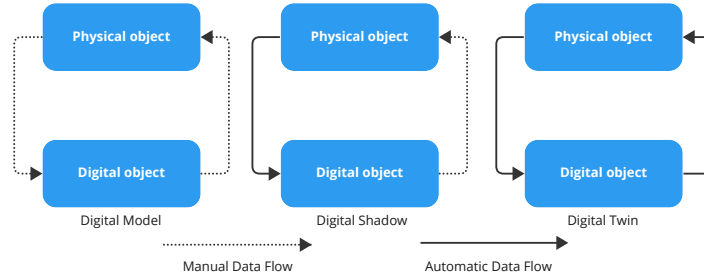 Physical object
Physical object
Physical object
Digital object
Digital object
Digital object
Digital Model
Digital Shadow
Digital Twin
Manual Data Flow
Automatic Data Flow